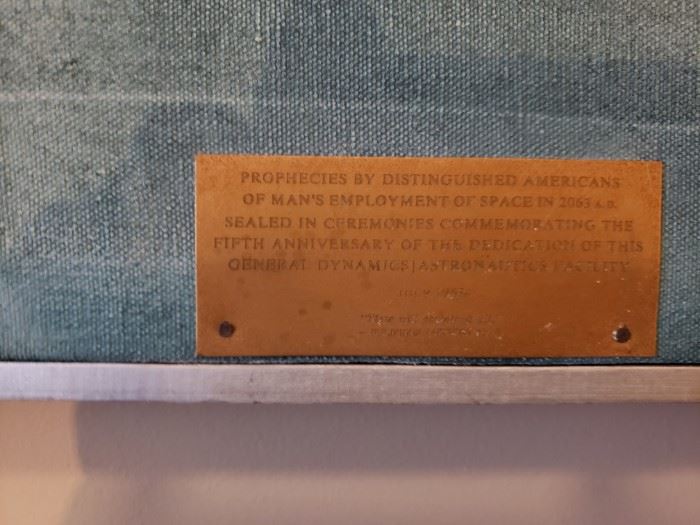 PROPHECIES BY DISTINGUISHED AMERICANS
OF MAN'S EMPLOYMENT OF SPACE IN 2063 A.D.
SEALED IN CEREMONIES COMMEMORATING THE
FIFTH ANNIVERSARY OF THE DEDICATION OF THIS
GENERAL DYNAMICS|ASTRONAUTICS FACILITY
JULY